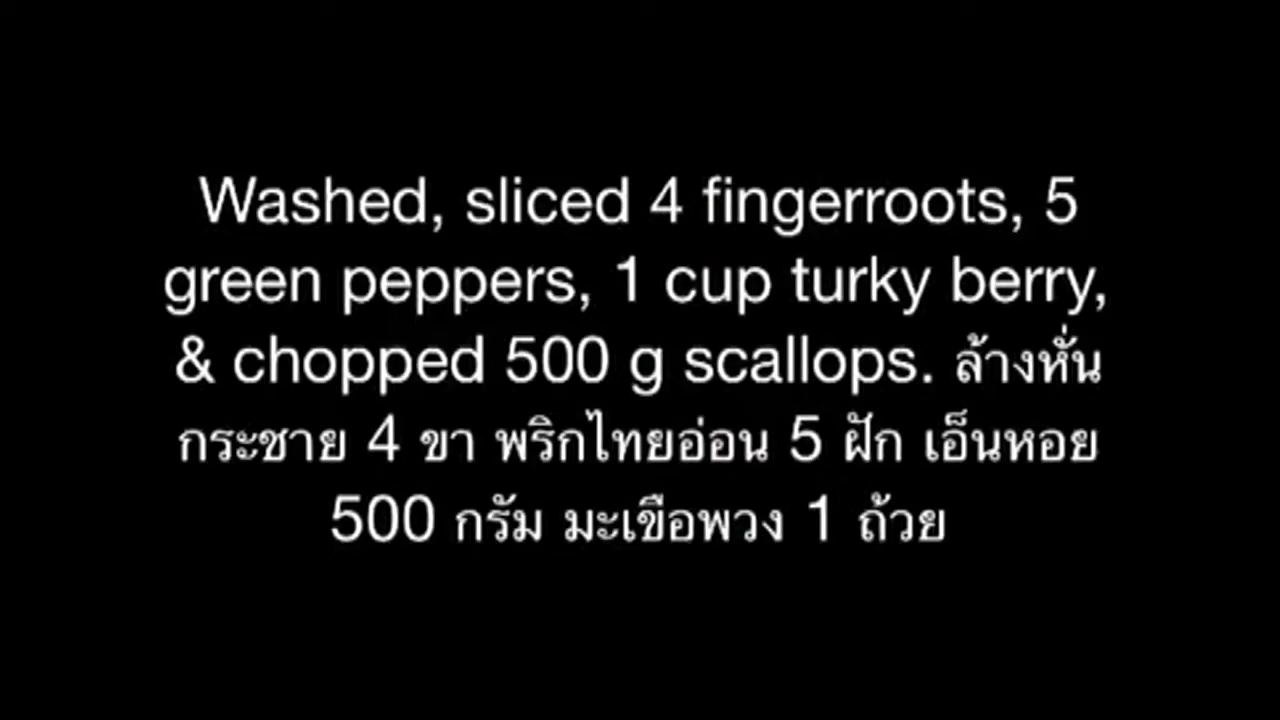 Washed, sliced 4 fingerroots, 5
green peppers, 1 cup turky berry,
& chopped 500 g scallops. ล้างหั่น
กระชาย 4 ขา พริกไทยอ่อน 5 ฝัก เอ็นหอย
500 กรัม มะเขือพวง 1 ถ้วย